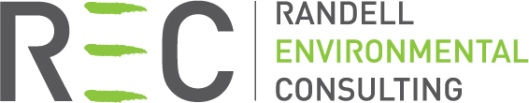 REC
RANDELL
ENVIRONMENTAL
CONSULTING